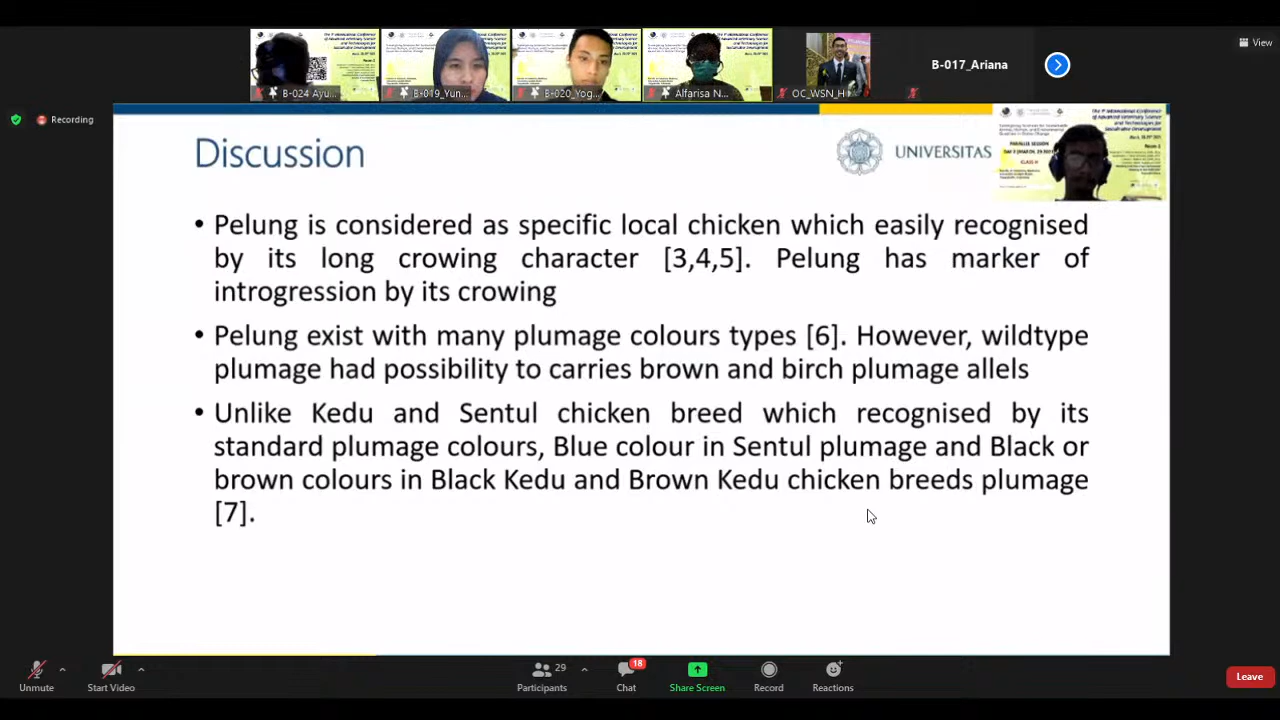 View
B-024 Ayu...
B-019_Yun...
B-020_Yog...
Alfarisa N...
OC_WSN_H
B-017_Ariana
Recording
Discussion
UNIVERSITAS
• Pelung is considered as specific local chicken which easily recognised
by its long crowing character [3,4,5]. Pelung has marker of
introgression by its crowing
• Pelung exist with many plumage colours types [6]. However, wildtype
plumage had possibility to carries brown and birch plumage allels
• Unlike Kedu and Sentul chicken breed which recognised by its
standard plumage colours, Blue colour in Sentul plumage and Black or
brown colours in Black Kedu and Brown Kedu chicken breeds plumage
[7].
Unmute
Start Video
29
Participants
18
Chat
Share Screen
Record
Reactions
Leave